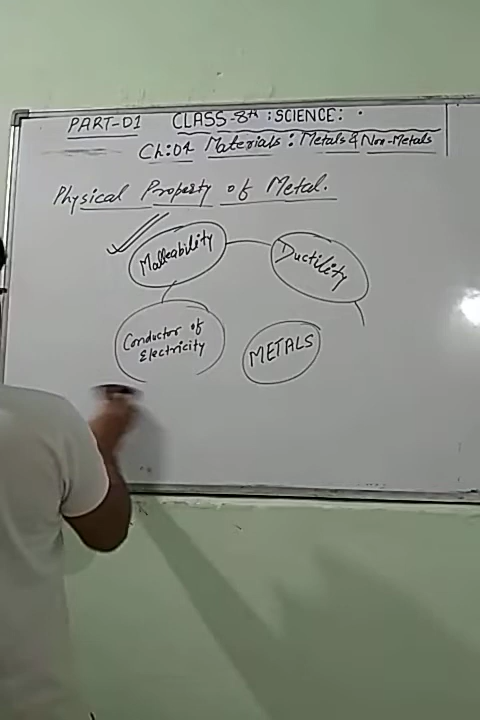 PART-01 CLASS-8th :SCIENCE:
Ch:04 Materials : Metals & Non-Metals
Physical Property of Metal.
Malleability
Ductility
Conductor of
Electricity
METALS